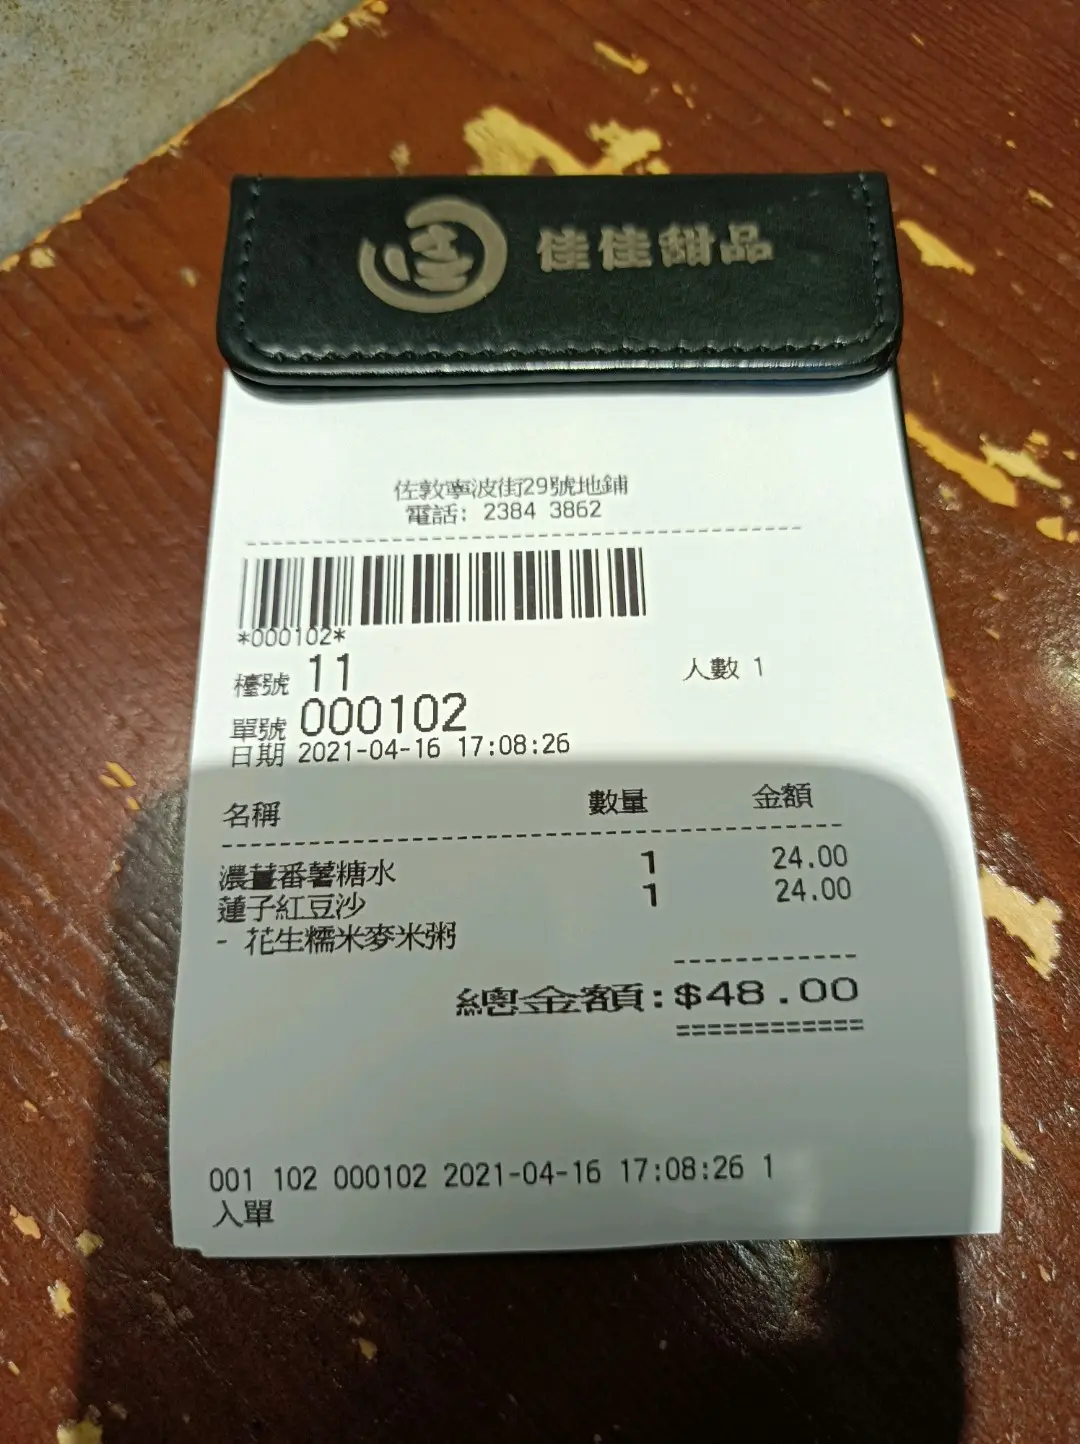 佳佳甜品
佐敦寧波街29號地鋪
電話: 2384 3862
*000102*
檯號 11 人數 1
單號 000102
日期 2021-04-16 17:08:26
名稱 數量 金額
濃薑番薯糖水 1 24.00
蓮子紅豆沙 1 24.00
- 花生糯米麥米粥
總金額:$48.00
001 102 000102 2021-04-16 17:08:26 1
入單